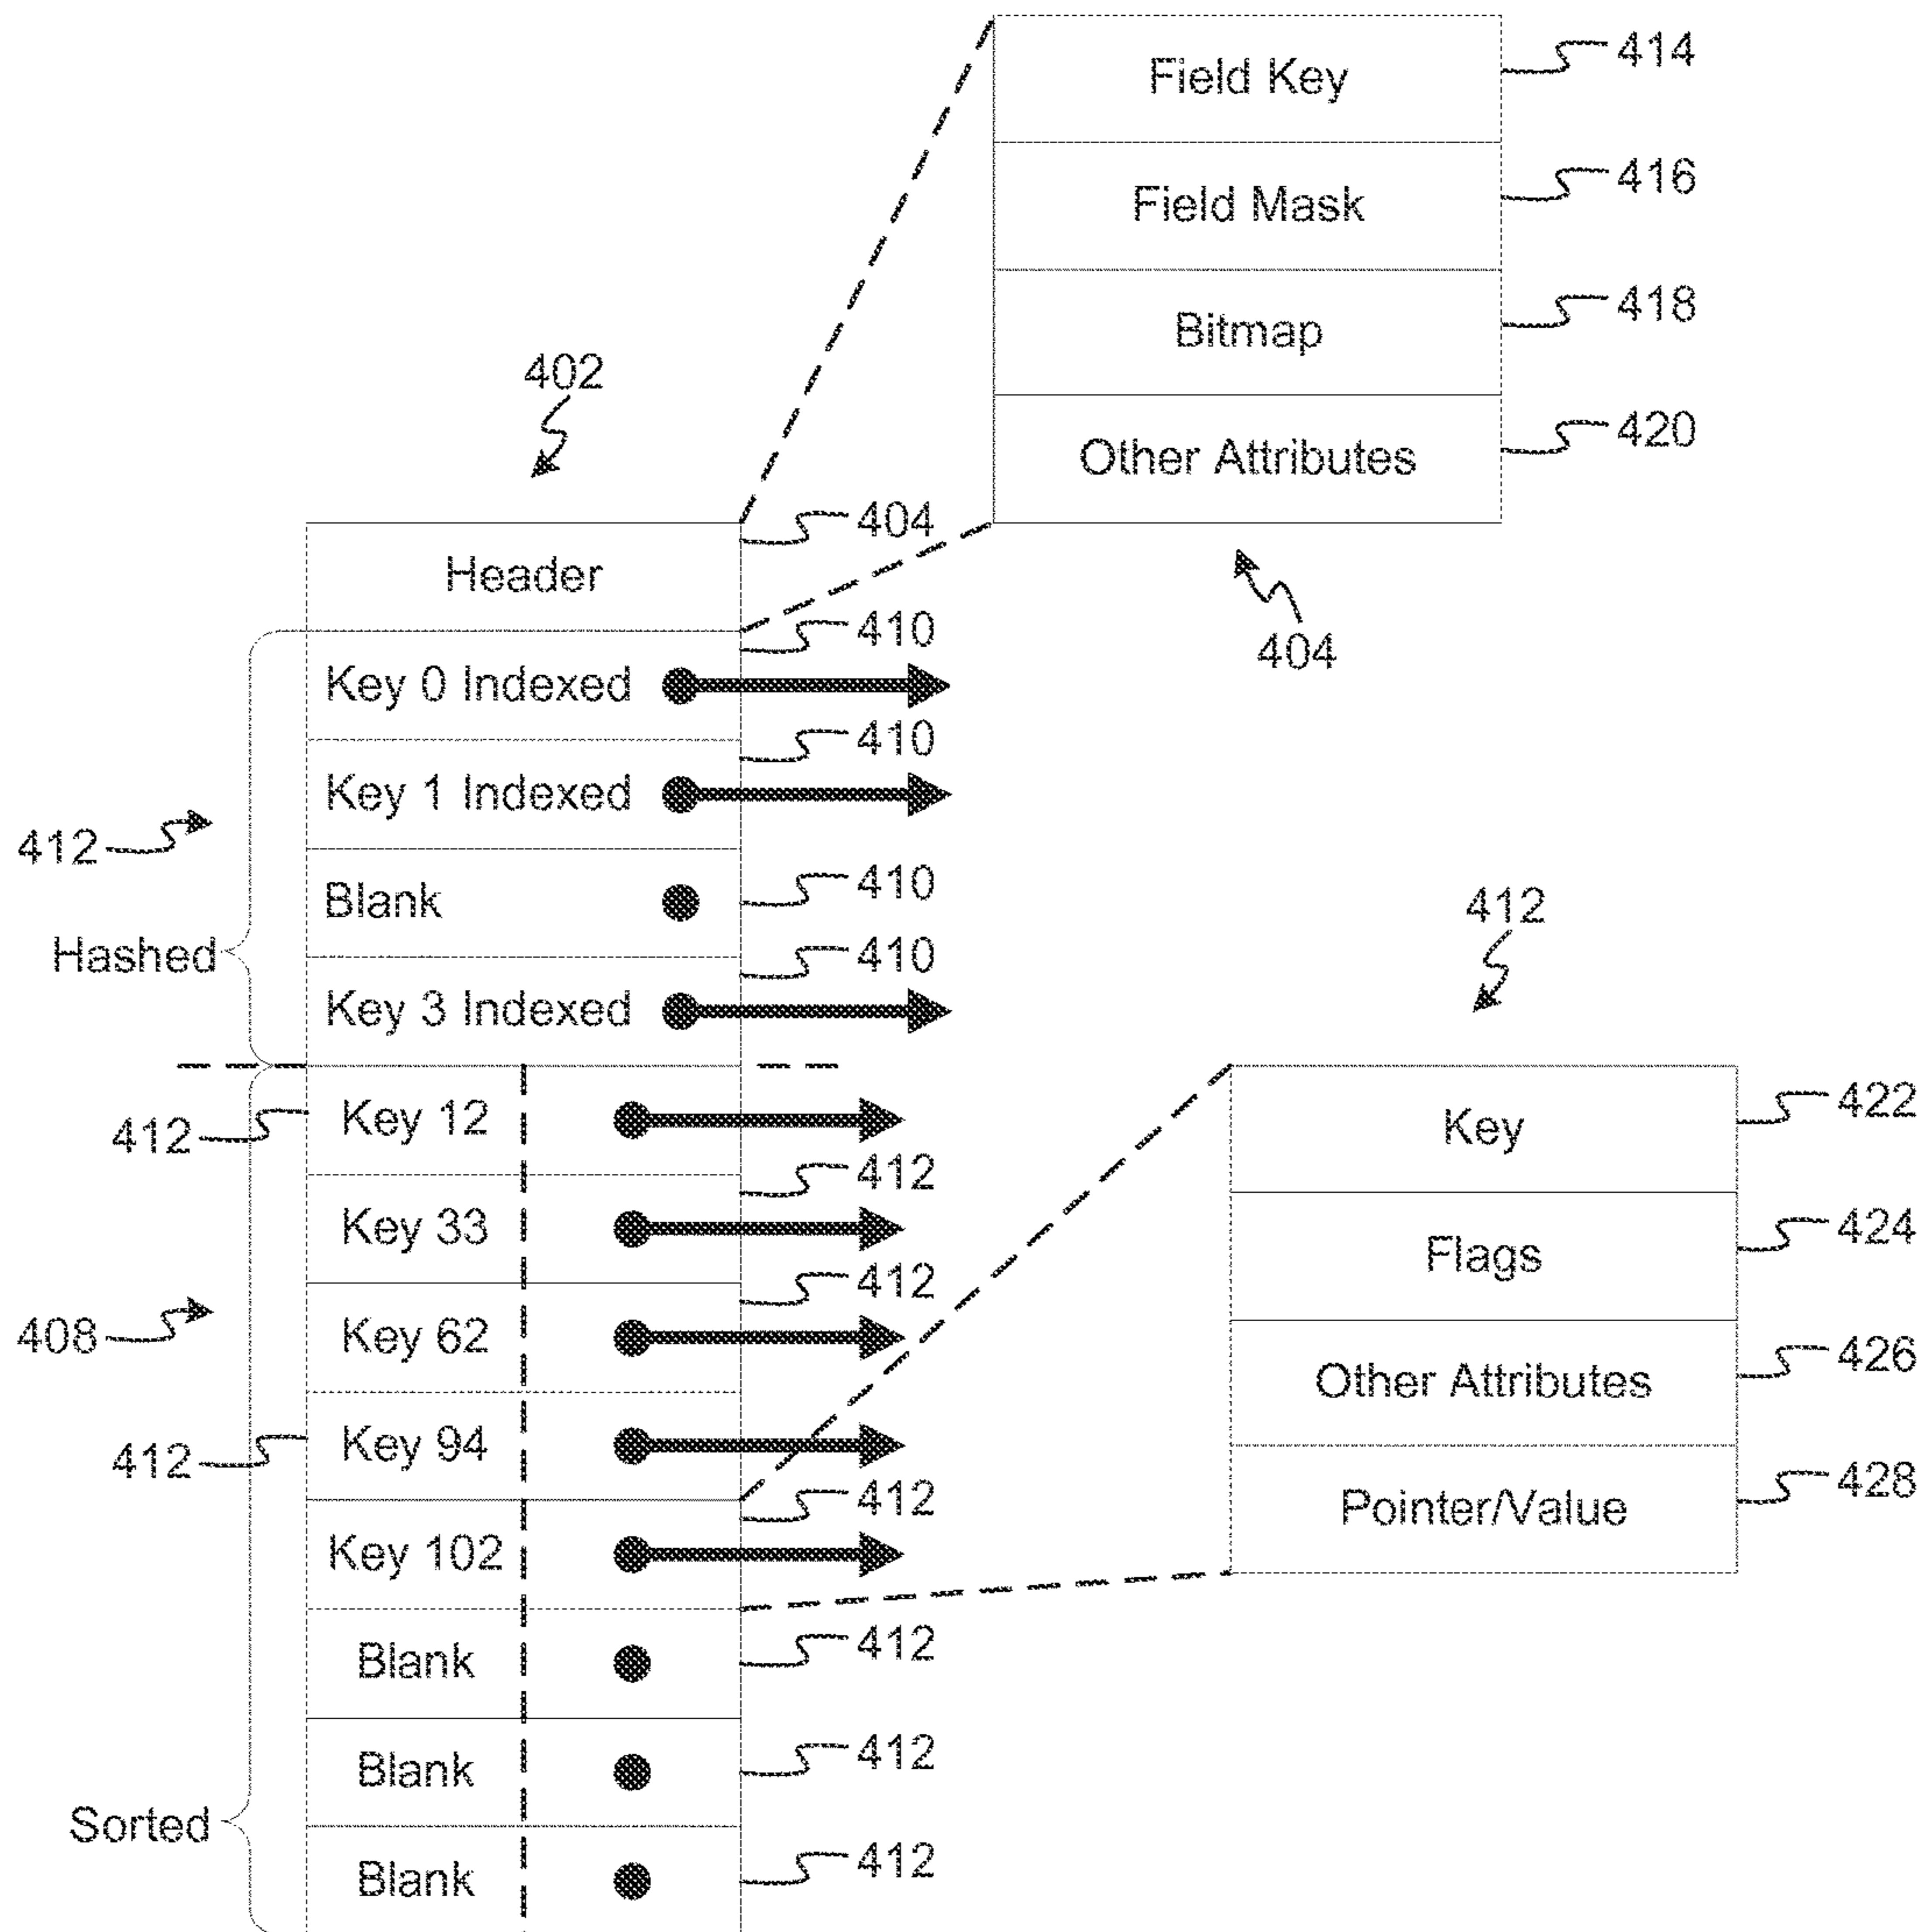 Field Key
414
Field Mask
416
Bitmap
418
Other Attributes
420
404
402
Header
404
Key 0 Indexed
410
Key 1 Indexed
410
Blank
410
Key 3 Indexed
410
412
Hashed
Key 12
412
Key 33
412
Key 62
412
Key 94
412
Key 102
412
Blank
412
Blank
412
Blank
412
408
Sorted
412
Key
422
Flags
424
Other Attributes
426
Pointer/Value
428